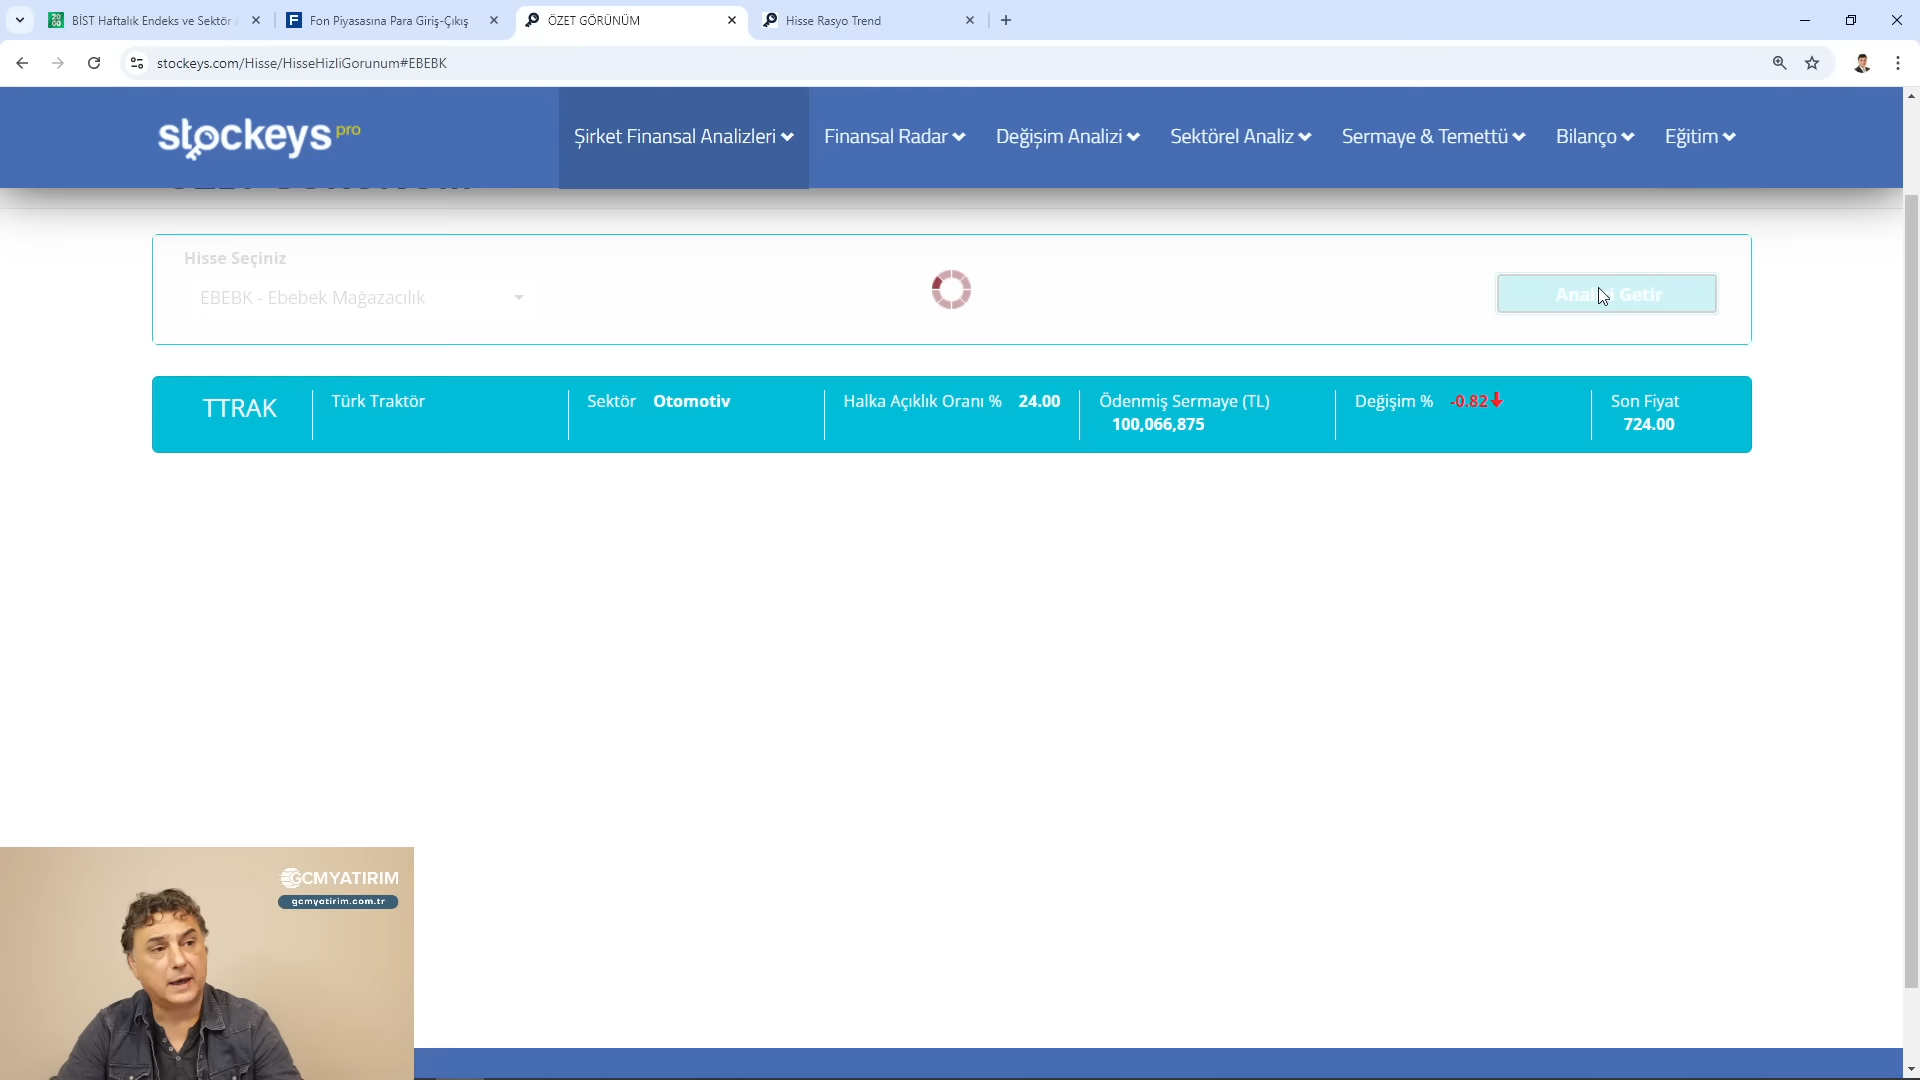 BİST Haftalık Endeks ve Sektör
Fon Piyasasına Para Giriş-Çıkış
ÖZET GÖRÜNÜM
Hisse Rasyo Trend
stockeys.com/Hisse/HisseHizliGorunum#EBEBK
stockeys pro
Şirket Finansal Analizleri
Finansal Radar
Değişim Analizi
Sektörel Analiz
Sermaye & Temettü
Bilanço
Eğitim
Hisse Seçiniz
EBEBK - Ebebek Mağazacılık
Getir
TTRAK
Türk Traktör
Sektör Otomotiv
Halka Açıklık Oranı % 24.00
Ödenmiş Sermaye (TL)
100,066,875
Değişim % -0.82
Son Fiyat
724.00
GCMYATIRIM
gcmyatirim.com.tr